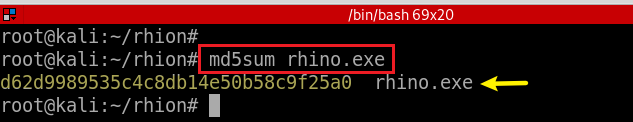 /bin/bash 69x20
root@kali:~/rhion#
root@kali:~/rhion# md5sum rhino.exe
d62d9989535c4c8db14e50b58c9f25a0  rhino.exe
root@kali:~/rhion#